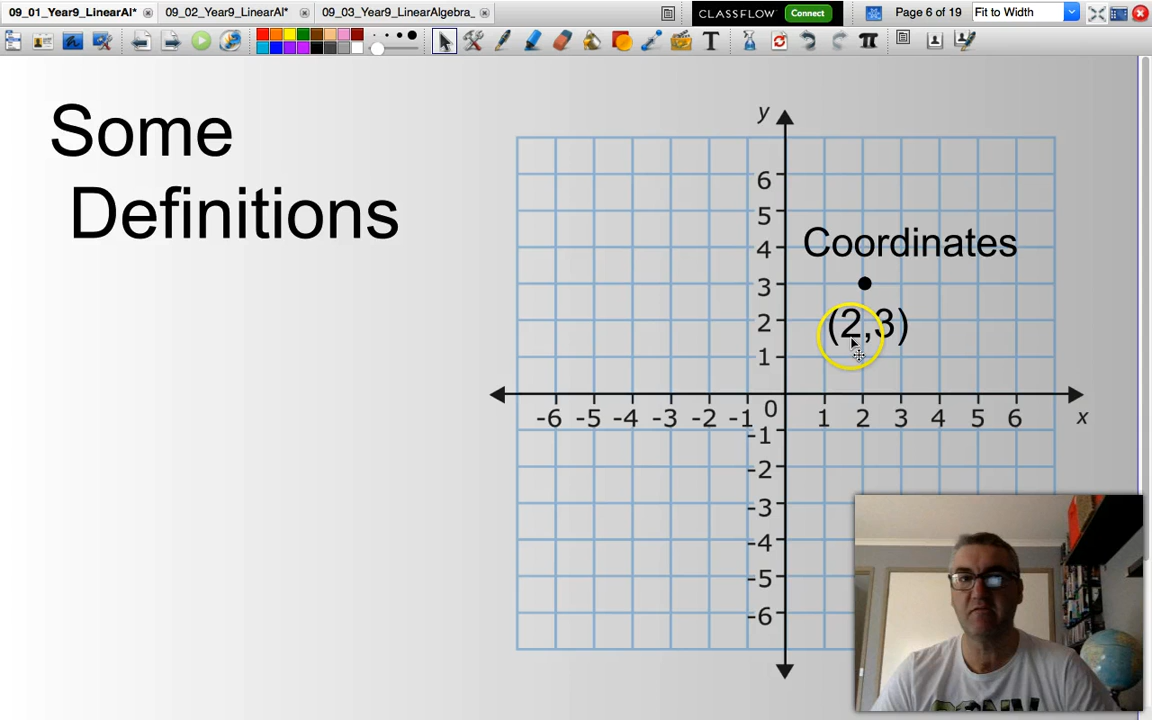 09_01_Year9_LinearAl*
09_02_Year9_LinearAl*
09_03_Year9_LinearAlgebra_
CLASSFLOW Connect
Page 6 of 19
Fit to Width
T
π
Some
Definitions
y
6
5
4
3
2
1
Coordinates
(2,3)
-6 -5 -4 -3 -2 -1 0 1 2 3 4 5 6
x
-1
-2
-3
-4
-5
-6